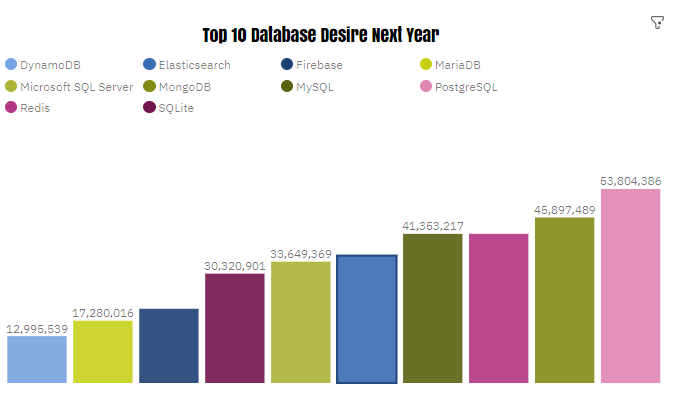 Top 10 Database Desire Next Year
DynamoDB Elasticsearch Firebase MariaDB
Microsoft SQL Server MongoDB MySQL PostgreSQL
Redis SQLite
53,804,386
45,897,489
41,353,217
33,649,369
30,320,901
17,280,016
12,995,539